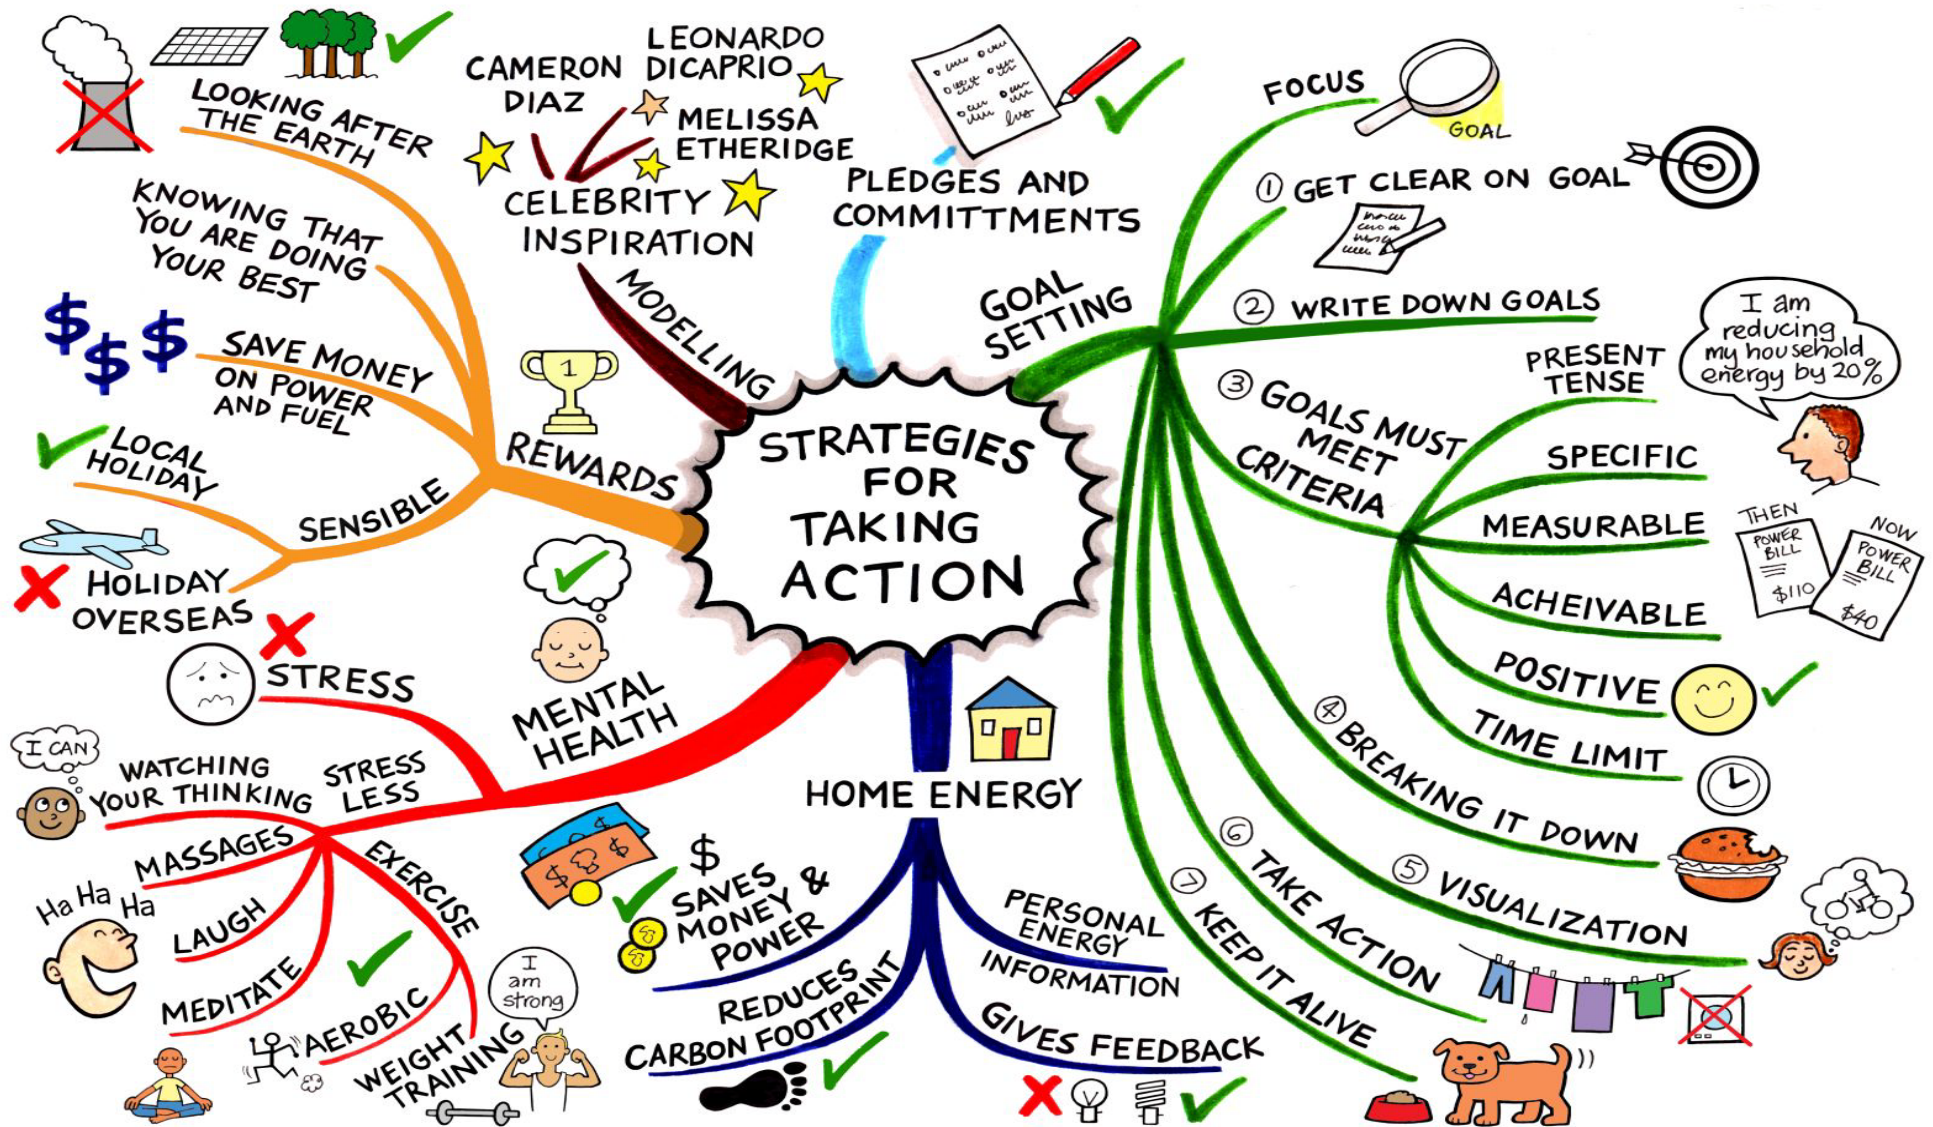 STRATEGIES
FOR
TAKING
ACTION
GOAL
SETTING
FOCUS
GOAL
① GET CLEAR ON GOAL
② WRITE DOWN GOALS
③ GOALS MUST
MEET
CRITERIA
PRESENT
TENSE
I am
reducing
my household
energy by 20%
SPECIFIC
MEASURABLE
THEN
POWER
BILL
$110
NOW
POWER
BILL
$40
ACHEIVABLE
POSITIVE
TIME LIMIT
④ BREAKING IT DOWN
⑤ VISUALIZATION
⑥ TAKE ACTION
⑦ KEEP IT ALIVE
HOME ENERGY
PERSONAL
ENERGY
INFORMATION
GIVES FEEDBACK
$
SAVES
MONEY &
POWER
$
$ $
REDUCES
CARBON FOOTPRINT
MENTAL
HEALTH
STRESS
STRESS
LESS
I CAN
WATCHING
YOUR THINKING
MASSAGES
Ha Ha Ha
LAUGH
MEDITATE
EXERCISE
AEROBIC
WEIGHT
TRAINING
I
am
strong
REWARDS
1
SENSIBLE
LOCAL
HOLIDAY
HOLIDAY
OVERSEAS
$ $ $
SAVE MONEY
ON POWER
AND FUEL
KNOWING THAT
YOU ARE DOING
YOUR BEST
LOOKING AFTER
THE EARTH
MODELLING
CELEBRITY
INSPIRATION
CAMERON
DIAZ
LEONARDO
DICAPRIO
MELISSA
ETHERIDGE
PLEDGES AND
COMMITTMENTS